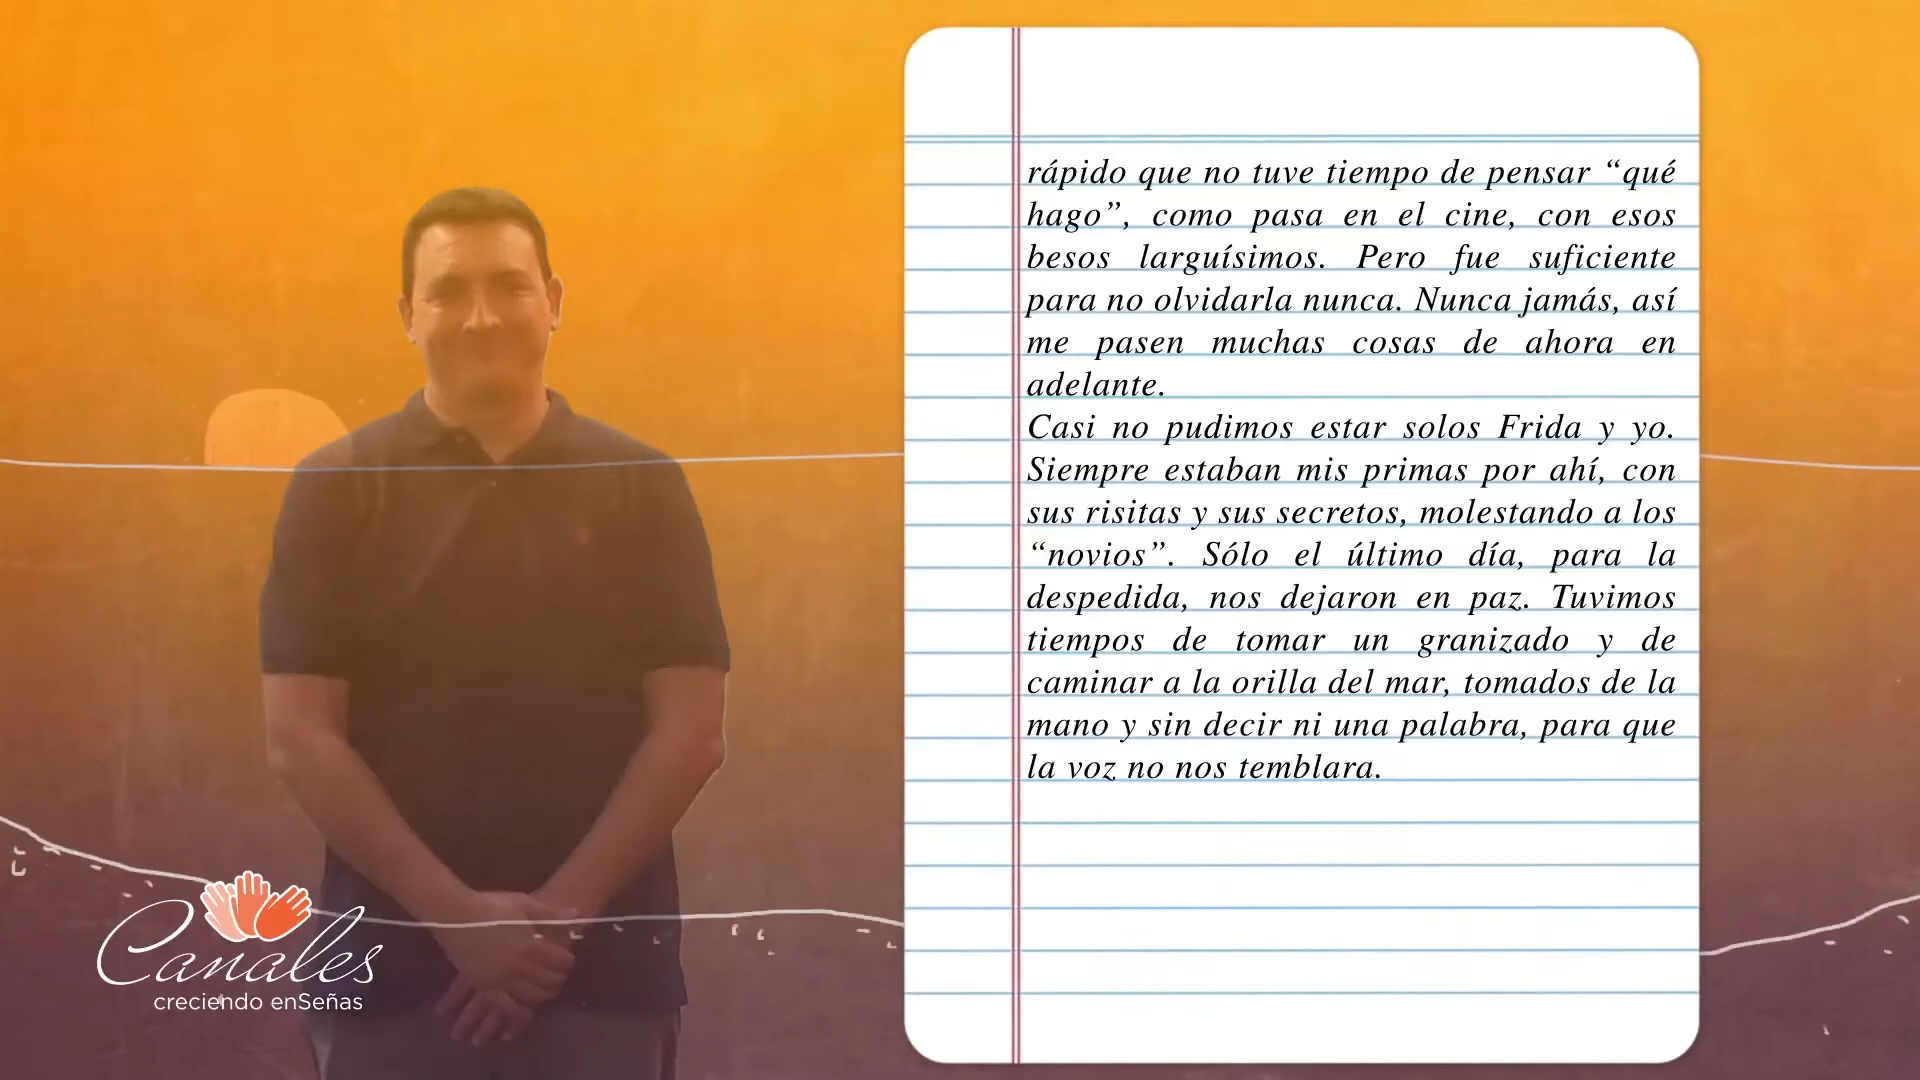 rápido que no tuve tiempo de pensar “qué
hago”, como pasa en el cine, con esos
besos larguísimos. Pero fue suficiente
para no olvidarla nunca. Nunca jamás, así
me pasen muchas cosas de ahora en
adelante.
Casi no pudimos estar solos Frida y yo.
Siempre estaban mis primas por ahí, con
sus risitas y sus secretos, molestando a los
“novios”. Sólo el último día, para la
despedida, nos dejaron en paz. Tuvimos
tiempos de tomar un granizado y de
caminar a la orilla del mar, tomados de la
mano y sin decir ni una palabra, para que
la voz no nos temblara.
Canales
creciendo enSeñas